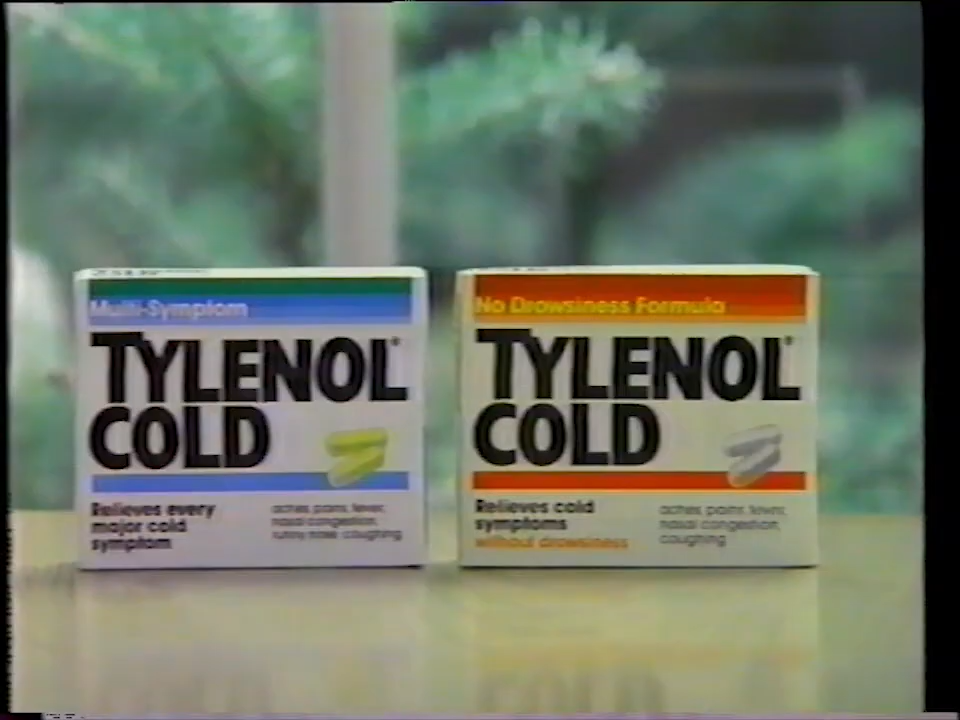 Multi-Symptom
TYLENOL®
COLD
Relieves every
major cold
symptom
aches, pains, fever,
nasal congestion,
runny nose, coughing
No Drowsiness Formula
TYLENOL®
COLD
Relieves cold
symptoms
without drowsiness
aches, pains, fever,
nasal congestion,
coughing